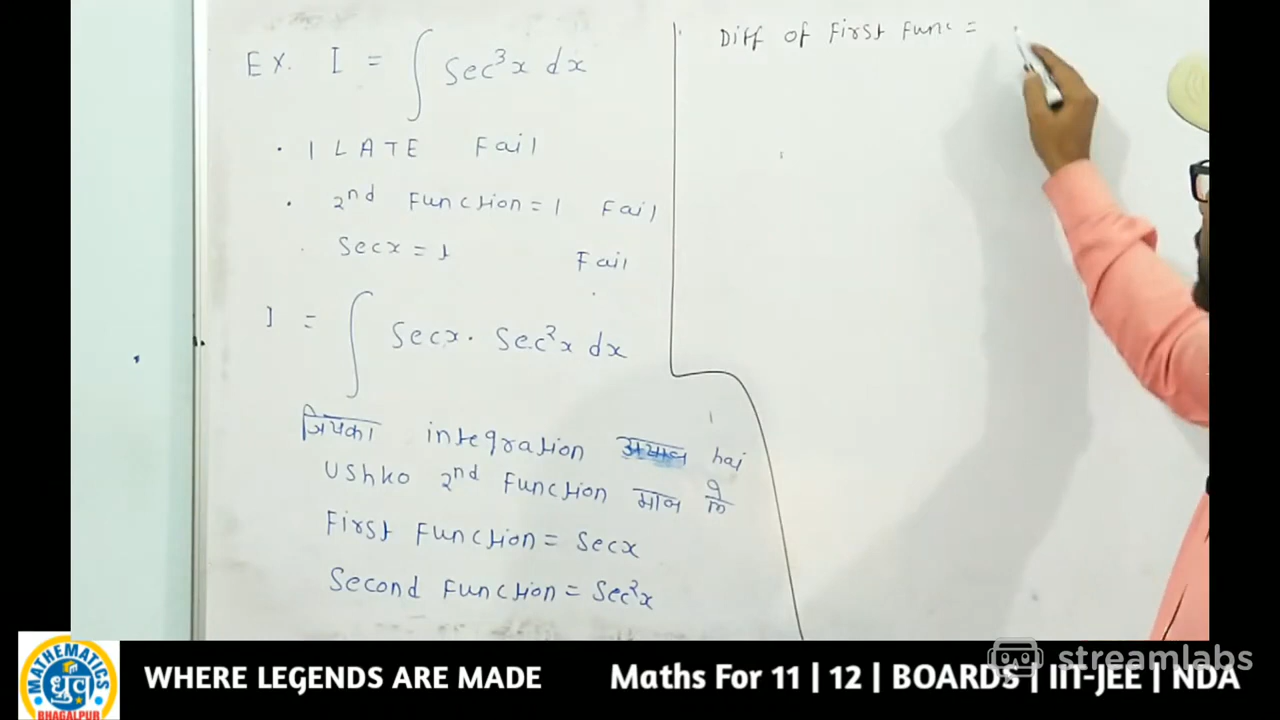 EX. I = ∫ Sec³x dx
· ILATE Fail
· 2nd Function = 1 Fail
· Secx = 1 Fail
I = ∫ Secx · Sec²x dx
जिसका integration आसान hai
Ushko 2nd Function मान ले
First Function = Secx
Second Function = Sec²x
Diff of First Func =
MATHEMATICS
ध्रुव
BHAGALPUR
WHERE LEGENDS ARE MADE
Maths For 11 | 12 | BOARDS | IIT-JEE | NDA
streamlabs